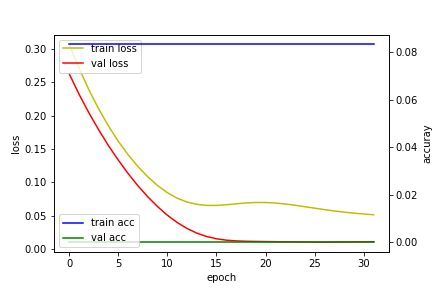 train loss
val loss
train acc
val acc
0.30
0.25
0.20
0.15
0.10
0.05
0.00
loss
0.08
0.06
0.04
0.02
0.00
accuray
0 5 10 15 20 25 30
epoch